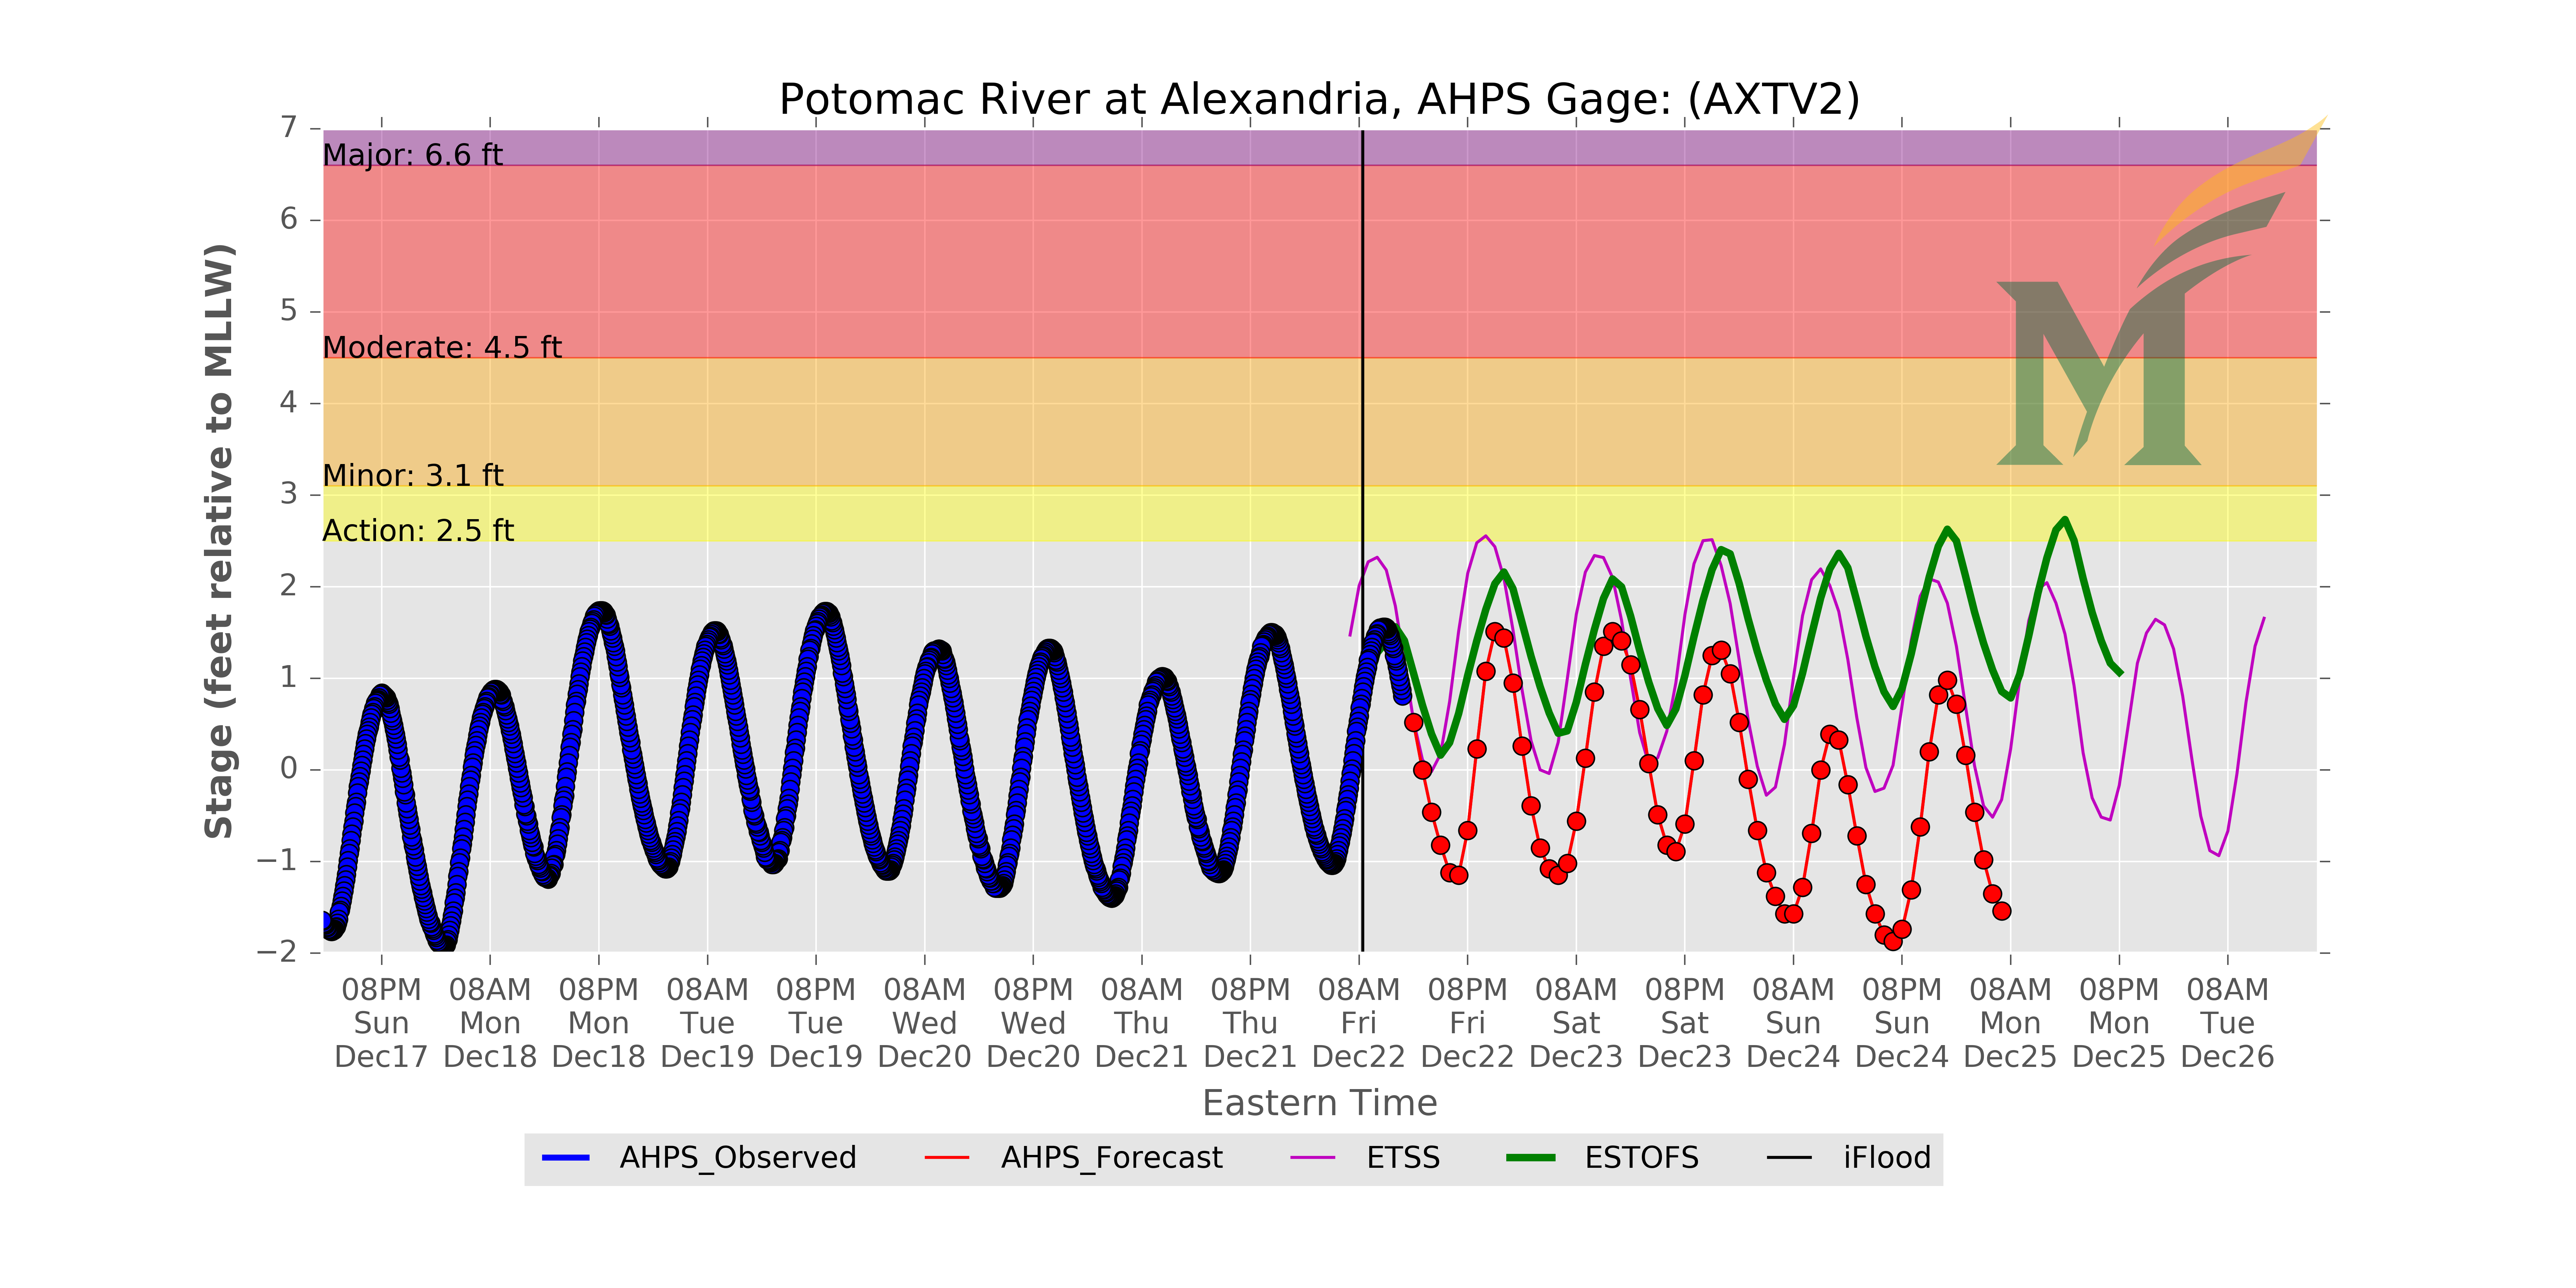 Potomac River at Alexandria, AHPS Gage: (AXTV2)
7
Major: 6.6 ft
6
5
Moderate: 4.5 ft
4
Minor: 3.1 ft
3
Action: 2.5 ft
2
1
0
−1
−2
Stage (feet relative to MLLW)
M
08PM 08AM 08PM 08AM 08PM 08AM 08PM 08AM 08PM 08AM 08PM 08AM 08PM 08AM 08PM 08AM 08PM 08AM
Sun Mon Mon Tue Tue Wed Wed Thu Thu Fri Fri Sat Sat Sun Sun Mon Mon Tue
Dec17 Dec18 Dec18 Dec19 Dec19 Dec20 Dec20 Dec21 Dec21 Dec22 Dec22 Dec23 Dec23 Dec24 Dec24 Dec25 Dec25 Dec26
Eastern Time
AHPS_Observed AHPS_Forecast ETSS ESTOFS iFlood